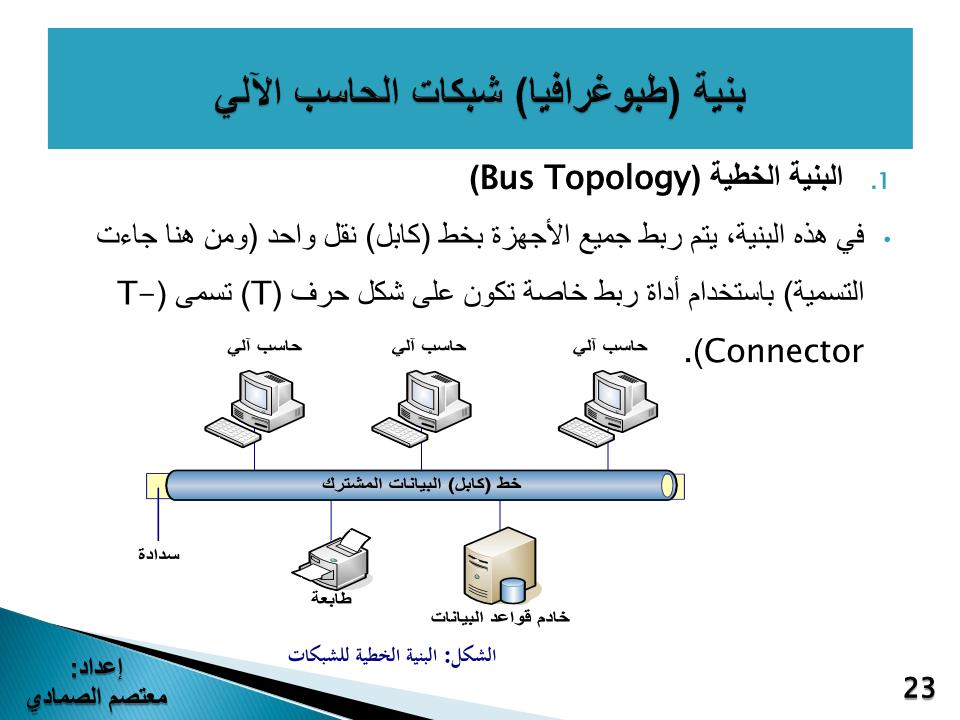 بنية (طبوغرافيا) شبكات الحاسب الآلي
1. البنية الخطية (Bus Topology)
• في هذه البنية، يتم ربط جميع الأجهزة بخط (كابل) نقل واحد (ومن هنا جاءت
التسمية) باستخدام أداة ربط خاصة تكون على شكل حرف (T) تسمى (T-
Connector).
حاسب آلي
حاسب آلي
حاسب آلي
خط (كابل) البيانات المشترك
سدادة
طابعة
خادم قواعد البيانات
الشكل: البنية الخطية للشبكات
إعداد:
معتصم الصمادي
23